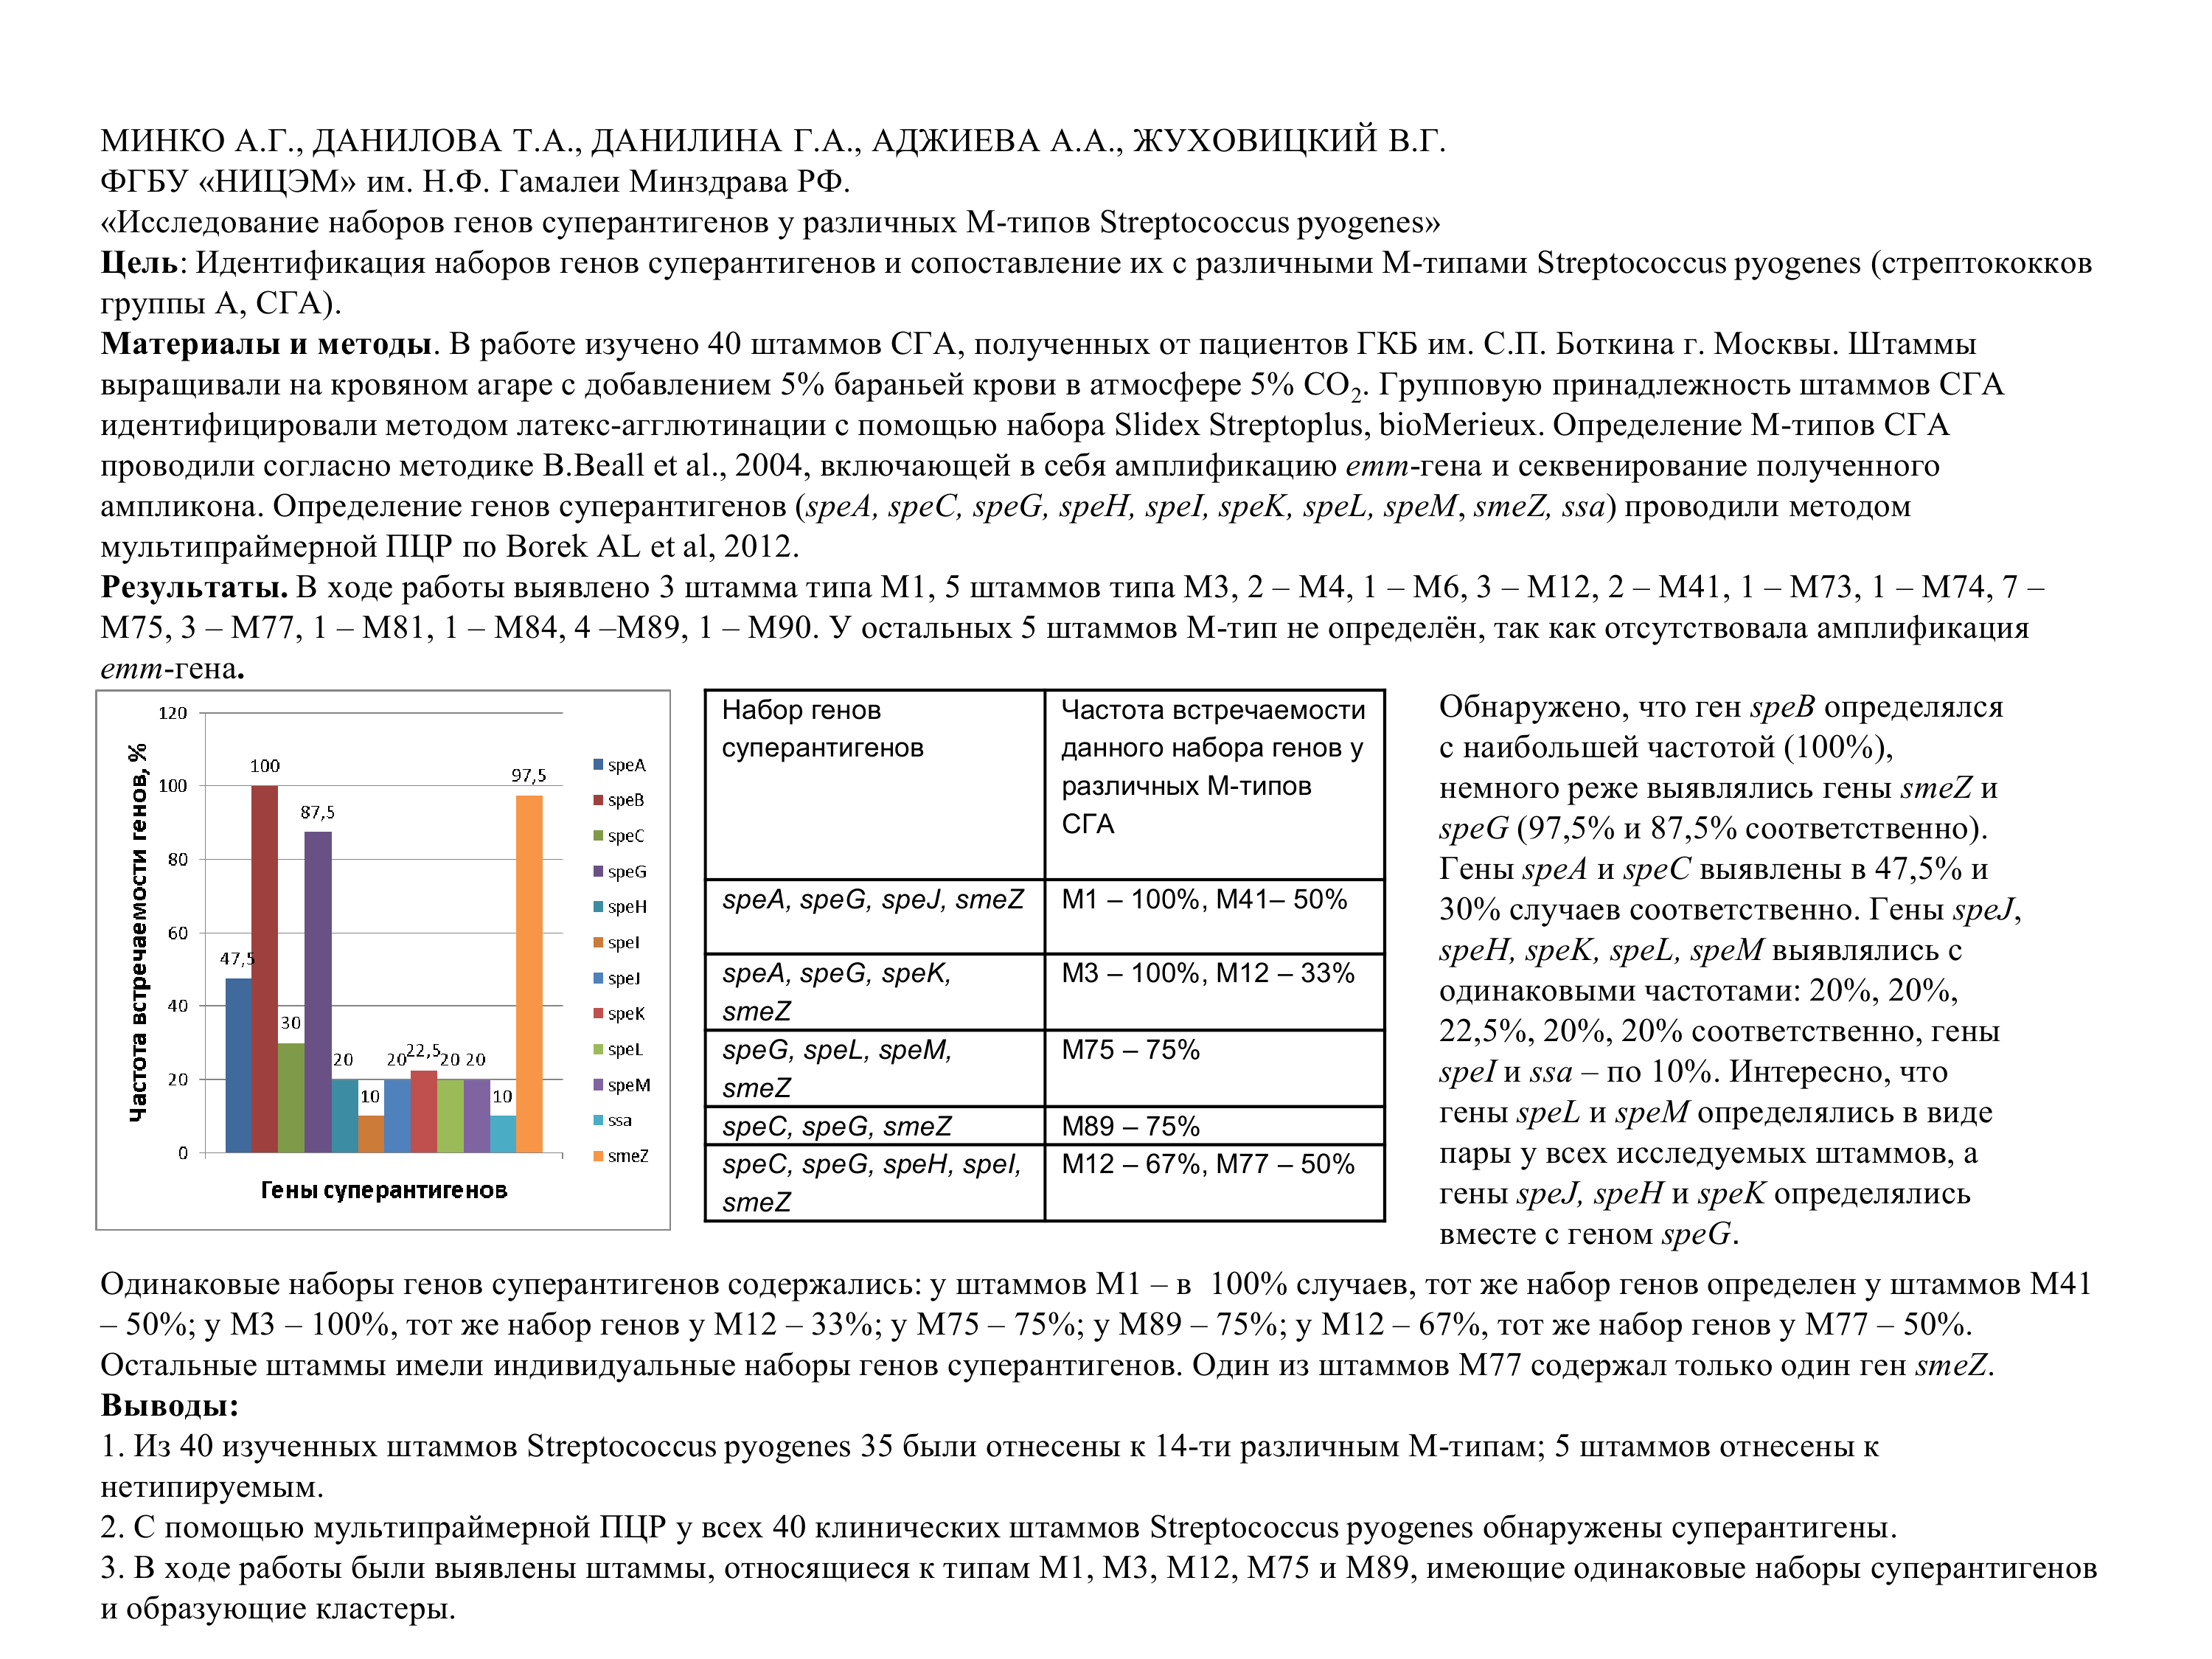 МИНКО А.Г., ДАНИЛОВА Т.А., ДАНИЛИНА Г.А., АДЖИЕВА А.А., ЖУХОВИЦКИЙ В.Г.
ФГБУ «НИЦЭМ» им. Н.Ф. Гамалеи Минздрава РФ.
«Исследование наборов генов суперантигенов у различных М-типов Streptococcus pyogenes»
Цель: Идентификация наборов генов суперантигенов и сопоставление их с различными М-типами Streptococcus pyogenes (стрептококков
группы А, СГА).
Материалы и методы. В работе изучено 40 штаммов СГА, полученных от пациентов ГКБ им. С.П. Боткина г. Москвы. Штаммы
выращивали на кровяном агаре с добавлением 5% бараньей крови в атмосфере 5% CO₂. Групповую принадлежность штаммов СГА
идентифицировали методом латекс-агглютинации с помощью набора Slidex Streptoplus, bioMerieux. Определение М-типов СГА
проводили согласно методике B.Beall et al., 2004, включающей в себя амплификацию emm-гена и секвенирование полученного
ампликона. Определение генов суперантигенов (speA, speC, speG, speH, speI, speK, speL, speM, smeZ, ssa) проводили методом
мультипраймерной ПЦР по Borek AL et al, 2012.
Результаты. В ходе работы выявлено 3 штамма типа М1, 5 штаммов типа М3, 2 – М4, 1 – М6, 3 – М12, 2 – М41, 1 – М73, 1 – М74, 7 –
М75, 3 – М77, 1 – М81, 1 – М84, 4 –М89, 1 – М90. У остальных 5 штаммов М-тип не определён, так как отсутствовала амплификация
emm-гена.
Частота встречаемости генов, %
120
100
80
60
40
20
0
47,5
100
30
87,5
20
10
20
22,5
20
20
10
97,5
Гены суперантигенов
speA
speB
speC
speG
speH
speI
speJ
speK
speL
speM
ssa
smeZ
Набор генов
суперантигенов
Частота встречаемости
данного набора генов у
различных М-типов
СГА
speA, speG, speJ, smeZ
М1 – 100%, М41– 50%
speA, speG, speK,
smeZ
М3 – 100%, М12 – 33%
speG, speL, speM,
smeZ
М75 – 75%
speC, speG, smeZ
М89 – 75%
speC, speG, speH, speI,
smeZ
М12 – 67%, М77 – 50%
Обнаружено, что ген speB определялся
с наибольшей частотой (100%),
немного реже выявлялись гены smeZ и
speG (97,5% и 87,5% соответственно).
Гены speA и speC выявлены в 47,5% и
30% случаев соответственно. Гены speJ,
speH, speK, speL, speM выявлялись с
одинаковыми частотами: 20%, 20%,
22,5%, 20%, 20% соответственно, гены
speI и ssa – по 10%. Интересно, что
гены speL и speM определялись в виде
пары у всех исследуемых штаммов, а
гены speJ, speH и speK определялись
вместе с геном speG.
Одинаковые наборы генов суперантигенов содержались: у штаммов М1 – в 100% случаев, тот же набор генов определен у штаммов М41
– 50%; у М3 – 100%, тот же набор генов у М12 – 33%; у М75 – 75%; у М89 – 75%; у М12 – 67%, тот же набор генов у М77 – 50%.
Остальные штаммы имели индивидуальные наборы генов суперантигенов. Один из штаммов М77 содержал только один ген smeZ.
Выводы:
1. Из 40 изученных штаммов Streptococcus pyogenes 35 были отнесены к 14-ти различным М-типам; 5 штаммов отнесены к
нетипируемым.
2. С помощью мультипраймерной ПЦР у всех 40 клинических штаммов Streptococcus pyogenes обнаружены суперантигены.
3. В ходе работы были выявлены штаммы, относящиеся к типам М1, М3, М12, М75 и М89, имеющие одинаковые наборы суперантигенов
и образующие кластеры.